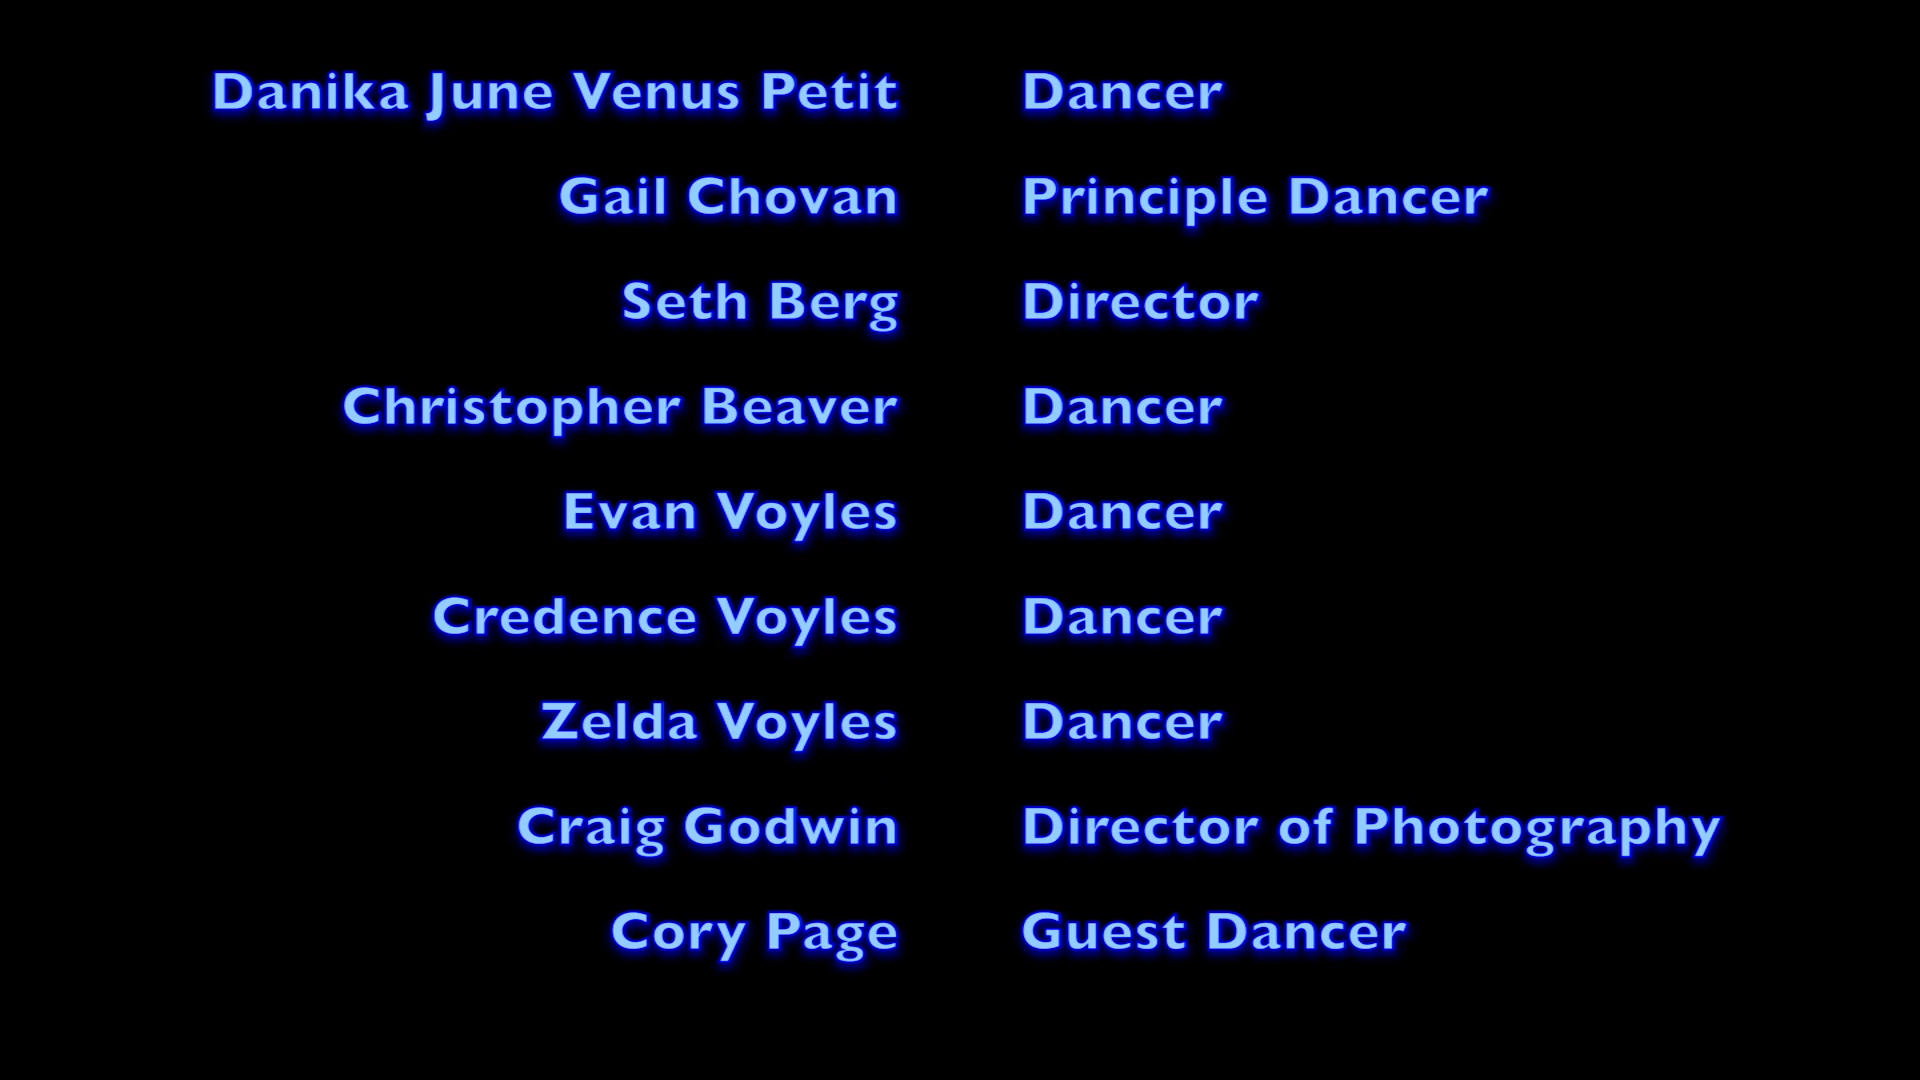 Danika June Venus Petit Dancer
Gail Chovan Principle Dancer
Seth Berg Director
Christopher Beaver Dancer
Evan Voyles Dancer
Credence Voyles Dancer
Zelda Voyles Dancer
Craig Godwin Director of Photography
Cory Page Guest Dancer